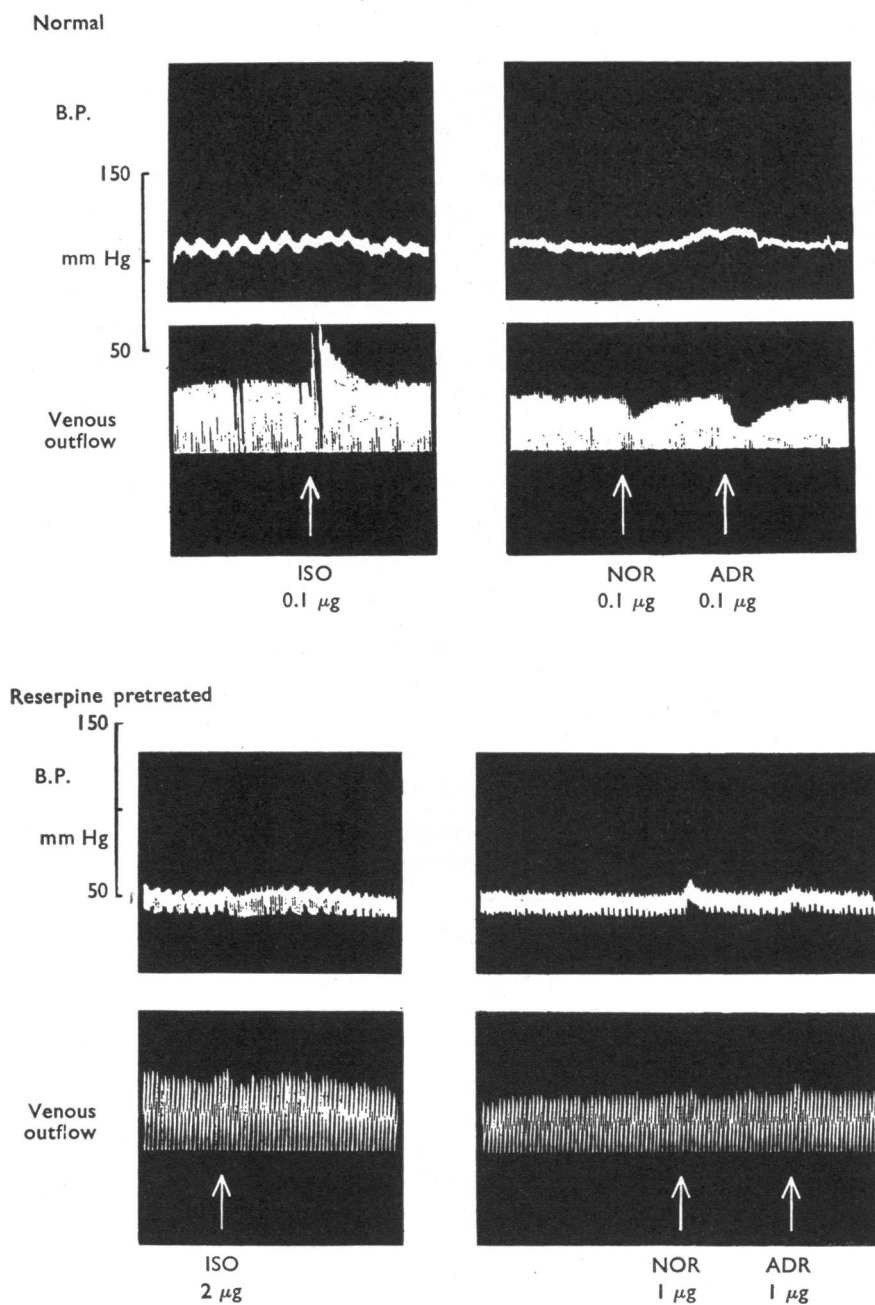 Normal
B.P.
150
mm Hg
50
Venous
outflow
ISO
0.1 μg
NOR ADR
0.1 μg 0.1 μg
Reserpine pretreated
150
B.P.
mm Hg
50
Venous
outflow
ISO
2 μg
NOR ADR
1 μg 1 μg